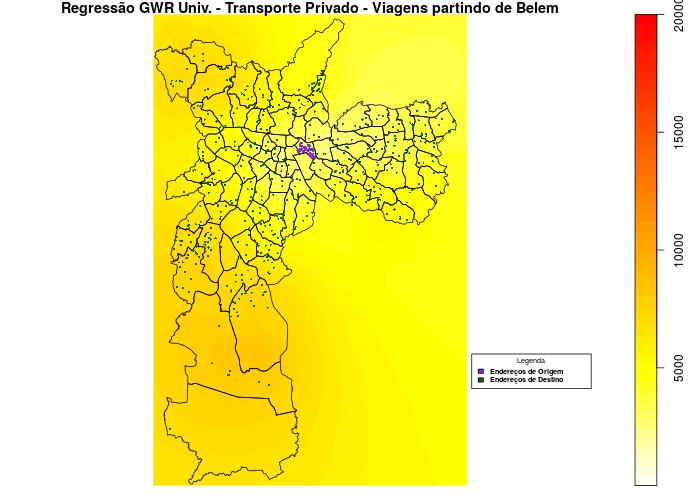 Regressão GWR Univ. - Transporte Privado - Viagens partindo de Belem
20000
15000
10000
5000
Legenda
Endereços de Origem
Endereços de Destino